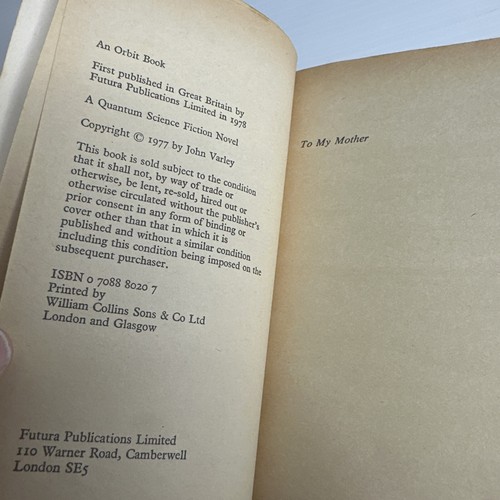 An Orbit Book
First published in Great Britain by
Futura Publications Limited in 1978
A Quantum Science Fiction Novel
Copyright © 1977 by John Varley
This book is sold subject to the condition
that it shall not, by way of trade or
otherwise, be lent, re-sold, hired out or
otherwise circulated without the publisher's
prior consent in any form of binding or
cover other than that in which it is
published and without a similar condition
including this condition being imposed on the
subsequent purchaser.
ISBN 0 7088 8020 7
Printed by
William Collins Sons & Co Ltd
London and Glasgow
Futura Publications Limited
110 Warner Road, Camberwell
London SE5
To My Mother